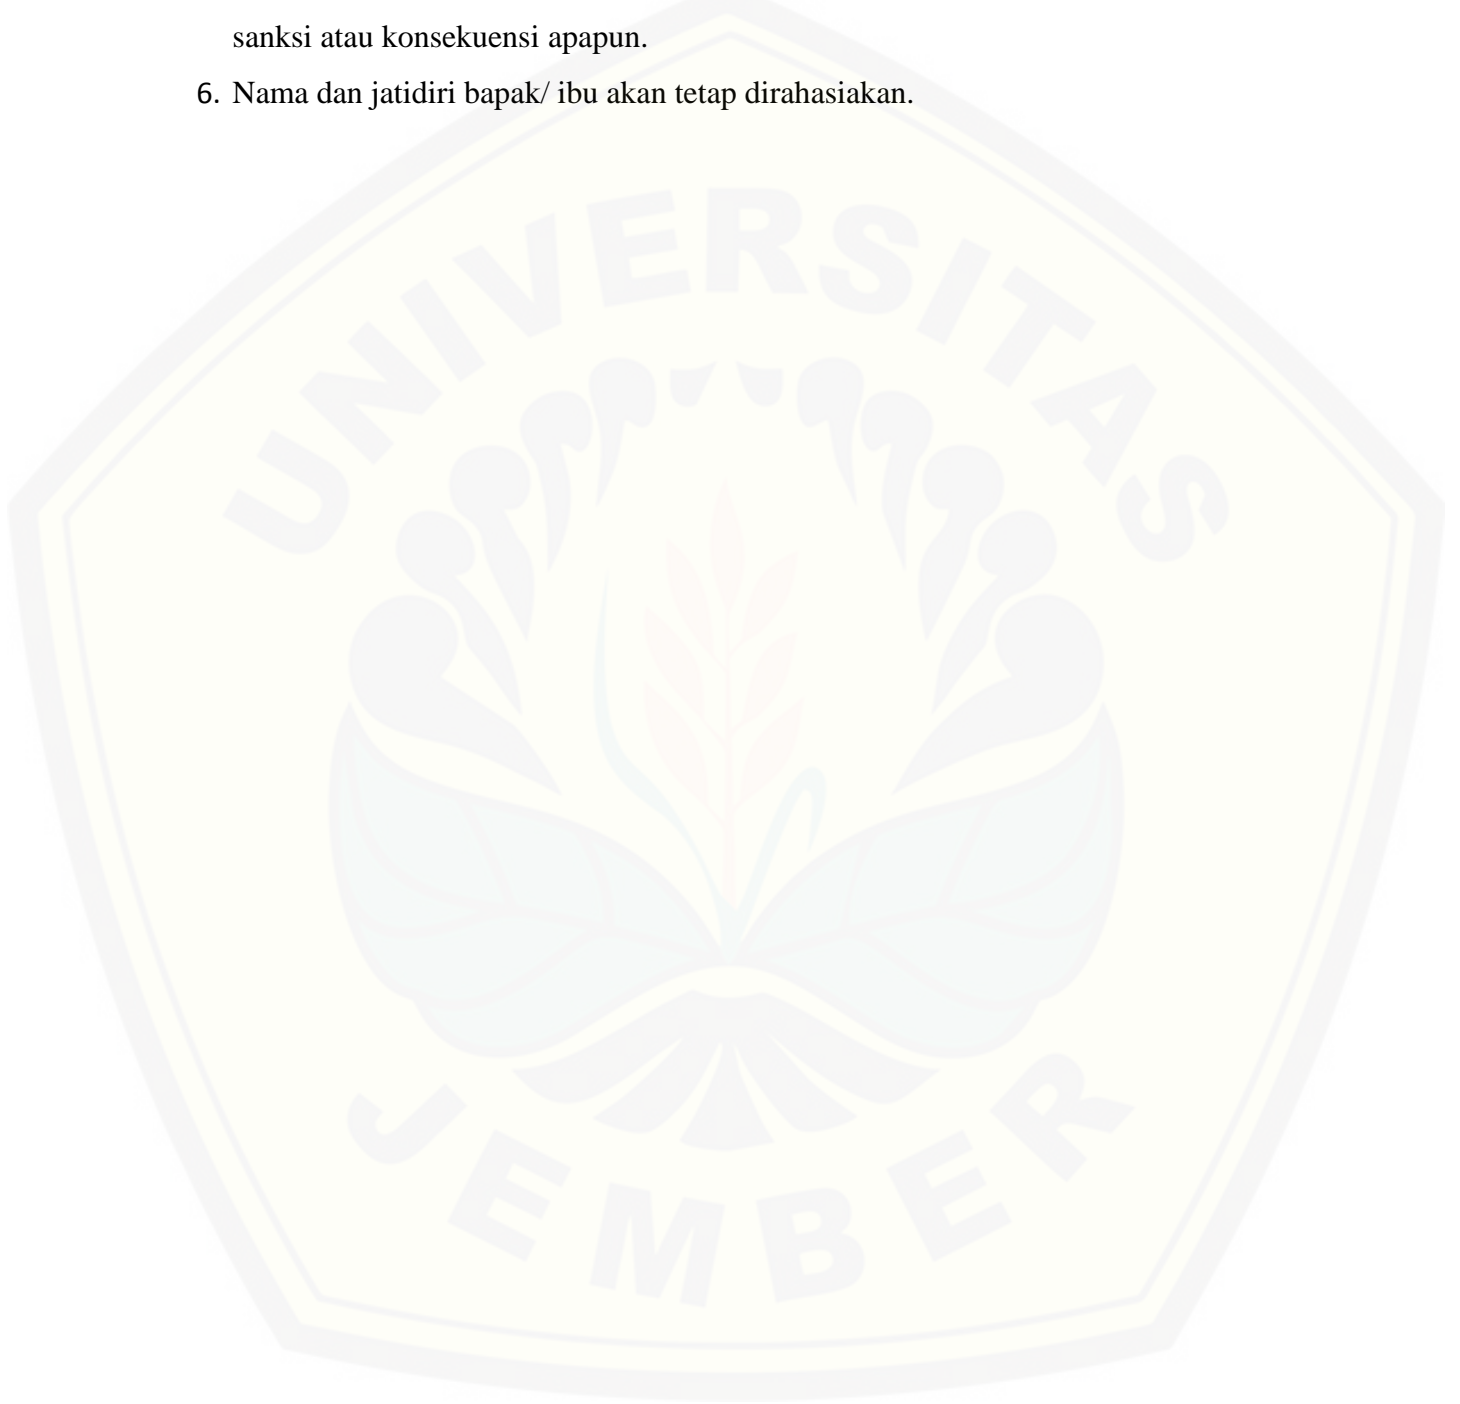 sanksi atau konsekuensi apapun.
6. Nama dan jatidiri bapak/ ibu akan tetap dirahasiakan.
UNIVERSITAS
JEMBER